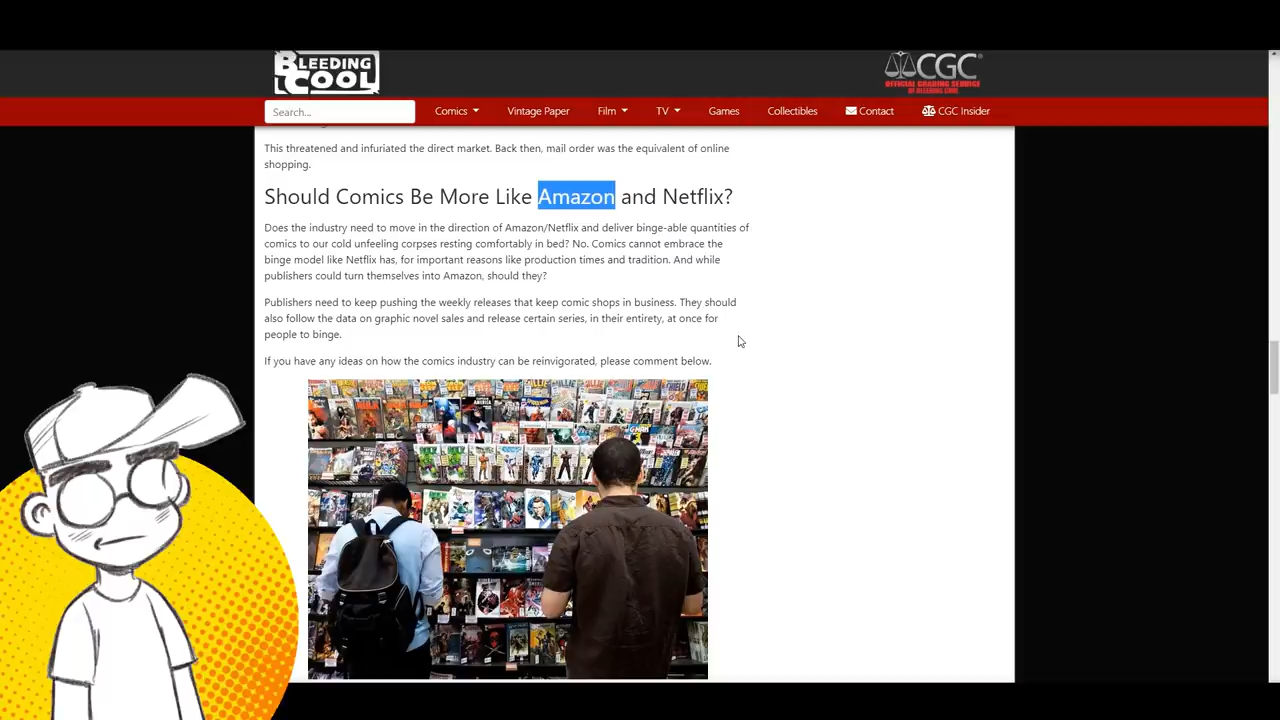 BLEEDING COOL
CGC
OFFICIAL GRADING SERVICE
OF BLEEDING COOL
Search...
Comics
Vintage Paper
Film
TV
Games
Collectibles
Contact
CGC Insider
This threatened and infuriated the direct market. Back then, mail order was the equivalent of online
shopping.
Should Comics Be More Like Amazon and Netflix?
Does the industry need to move in the direction of Amazon/Netflix and deliver binge-able quantities of
comics to our cold unfeeling corpses resting comfortably in bed? No. Comics cannot embrace the
binge model like Netflix has, for important reasons like production times and tradition. And while
publishers could turn themselves into Amazon, should they?
Publishers need to keep pushing the weekly releases that keep comic shops in business. They should
also follow the data on graphic novel sales and release certain series, in their entirety, at once for
people to binge.
If you have any ideas on how the comics industry can be reinvigorated, please comment below.